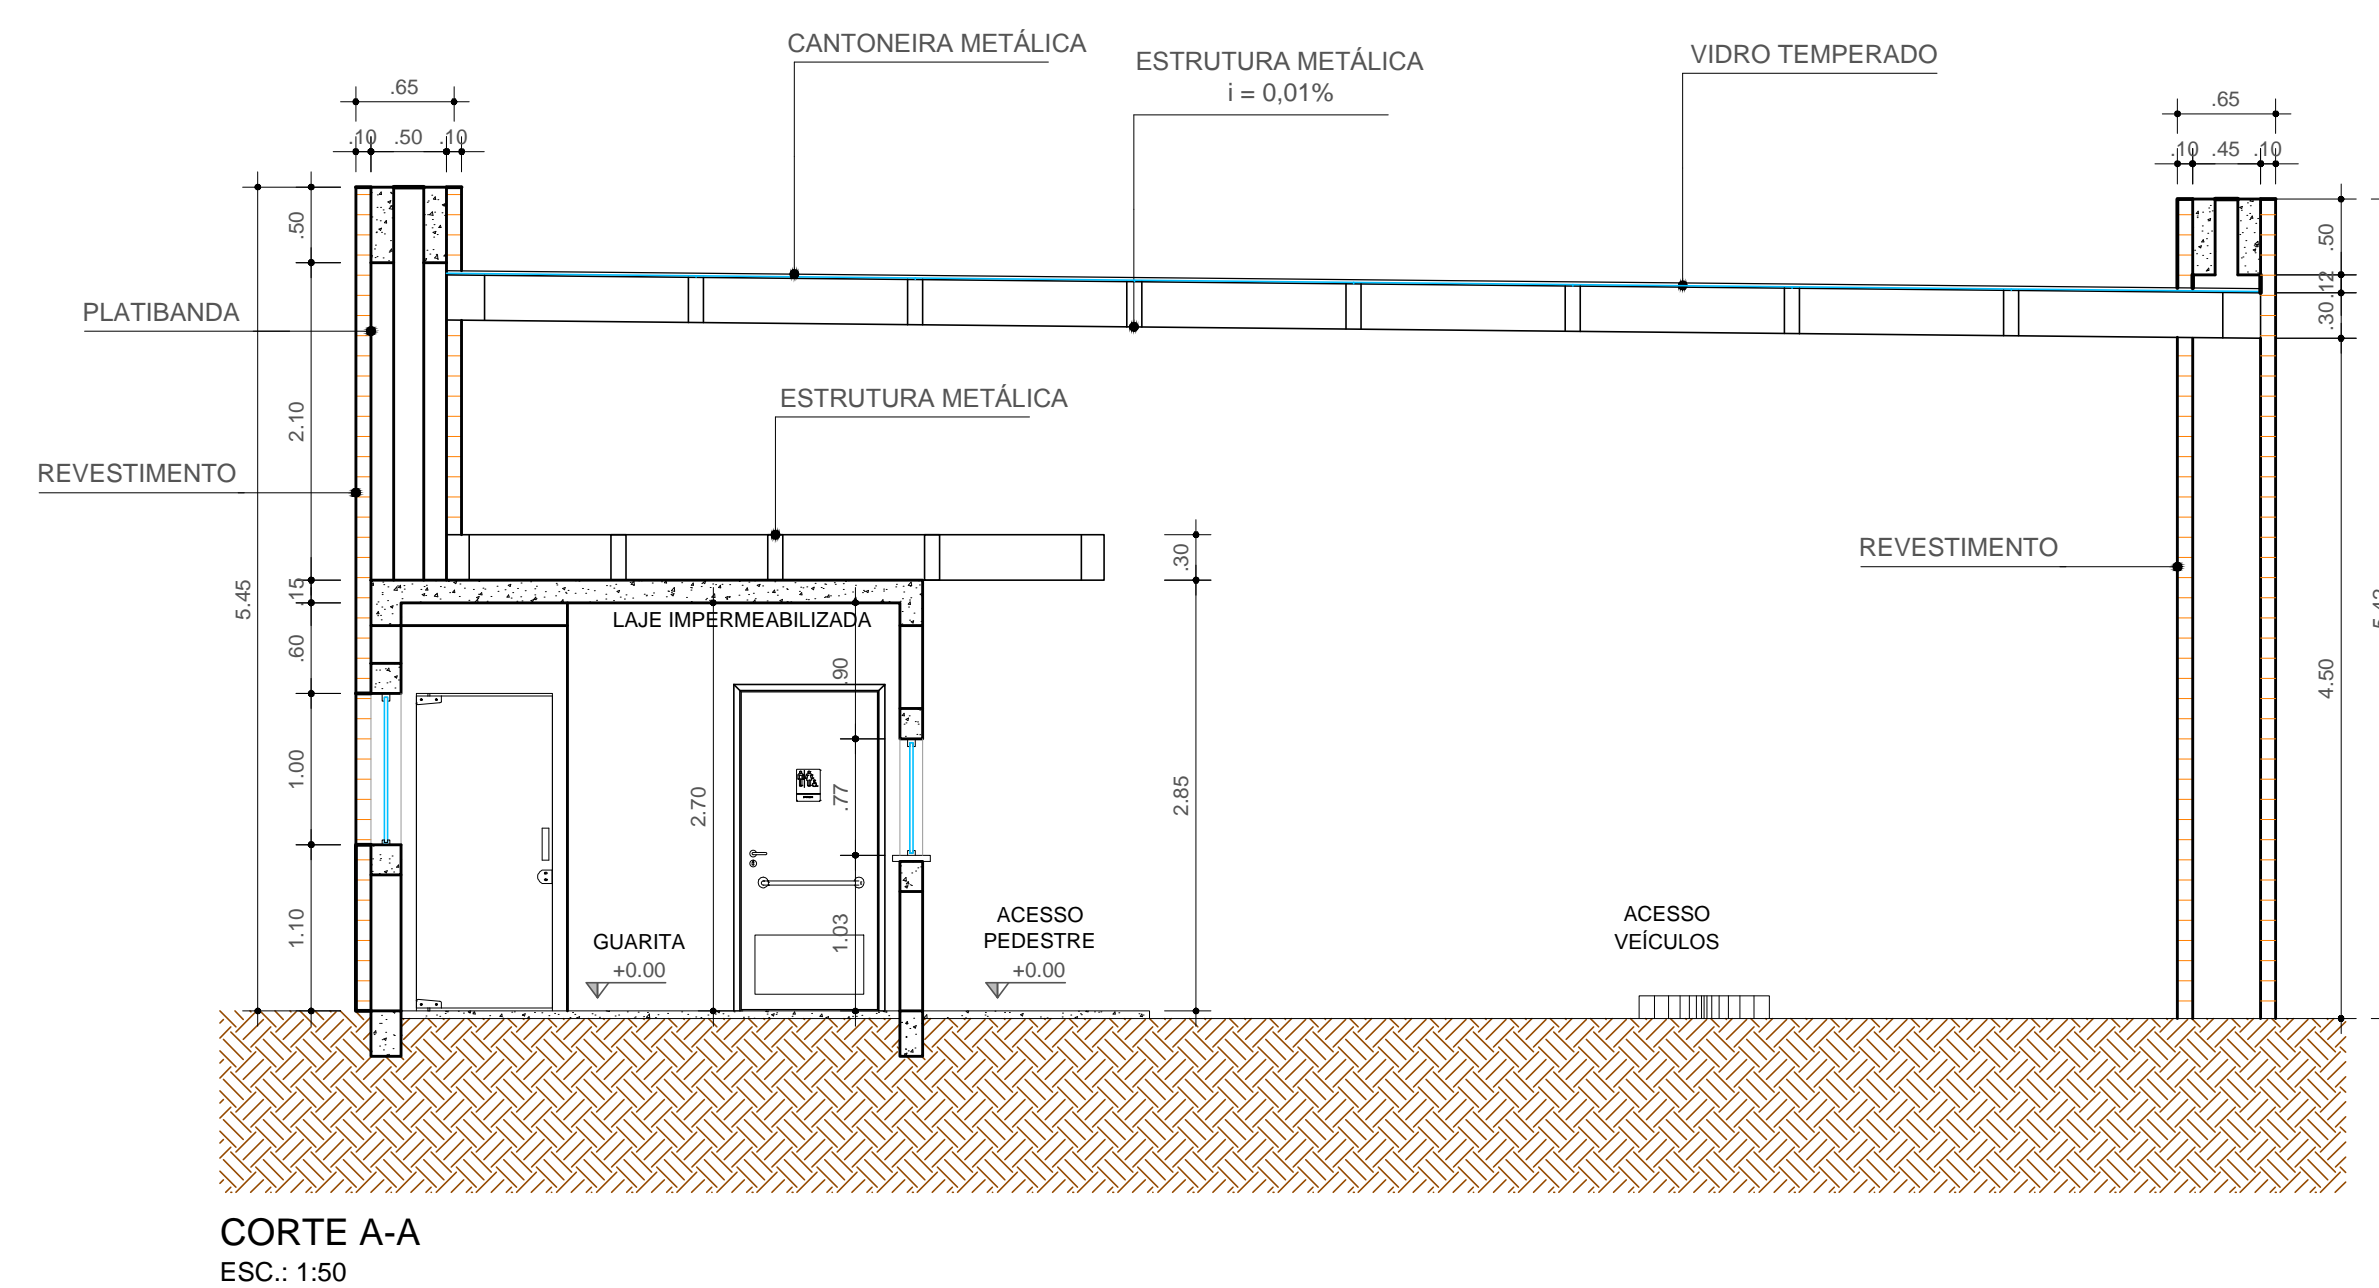 CANTONEIRA METÁLICA
ESTRUTURA METÁLICA
i = 0,01%
VIDRO TEMPERADO
.65
.10 .50 .10
.65
.10 .45 .10
.50
2.10
.15
.60
1.00
1.10
5.45
PLATIBANDA
REVESTIMENTO
ESTRUTURA METÁLICA
.30
2.85
LAJE IMPERMEABILIZADA
2.70
.90
.77
1.03
GUARITA
+0.00
ACESSO
PEDESTRE
+0.00
ACESSO
VEÍCULOS
REVESTIMENTO
.50
.12
.30
4.50
CORTE A-A
ESC.: 1:50